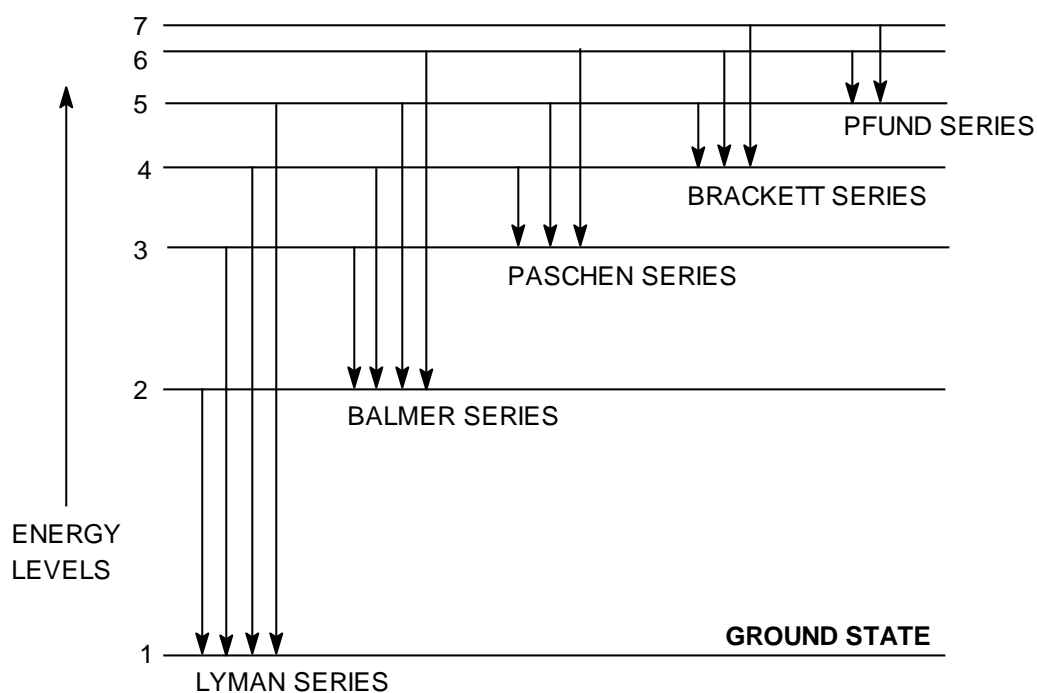 7
6
5
PFUND SERIES
4
BRACKETT SERIES
3
PASCHEN SERIES
2
BALMER SERIES
ENERGY
LEVELS
GROUND STATE
1
LYMAN SERIES